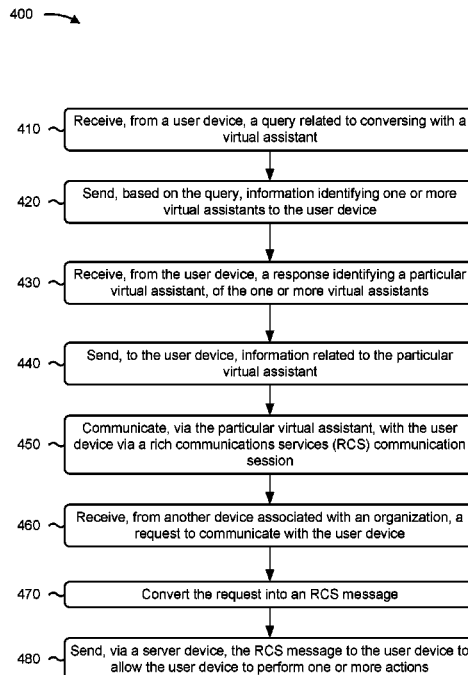 400
410
Receive, from a user device, a query related to conversing with a
virtual assistant
420
Send, based on the query, information identifying one or more
virtual assistants to the user device
430
Receive, from the user device, a response identifying a particular
virtual assistant, of the one or more virtual assistants
440
Send, to the user device, information related to the particular
virtual assistant
450
Communicate, via the particular virtual assistant, with the user
device via a rich communications services (RCS) communication
session
460
Receive, from another device associated with an organization, a
request to communicate with the user device
470
Convert the request into an RCS message
480
Send, via a server device, the RCS message to the user device to
allow the user device to perform one or more actions